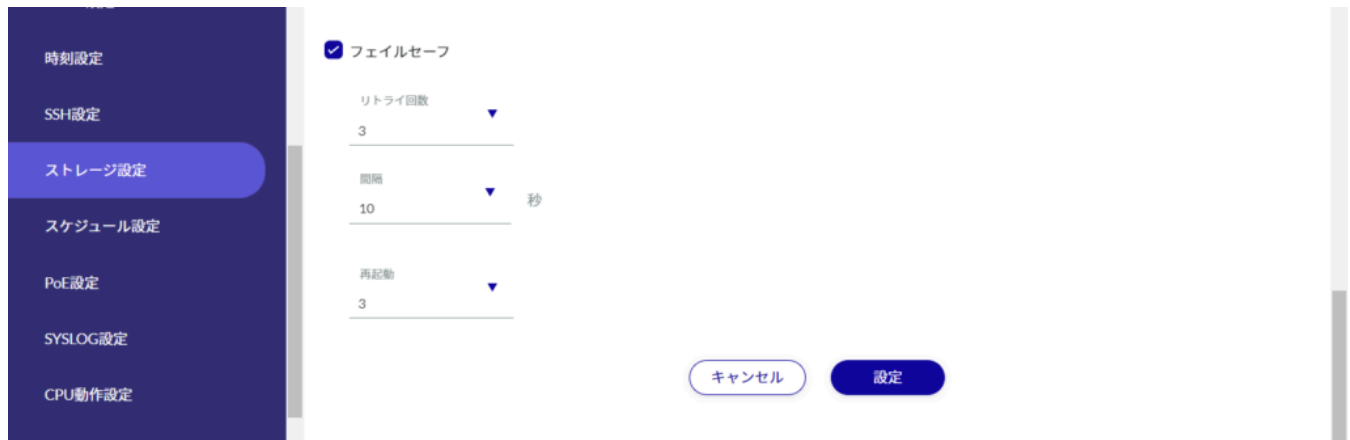 時刻設定
SSH設定
ストレージ設定
スケジュール設定
PoE設定
SYSLOG設定
CPU動作設定
フェイルセーフ
リトライ回数
3
間隔
10
秒
再起動
3
キャンセル
設定